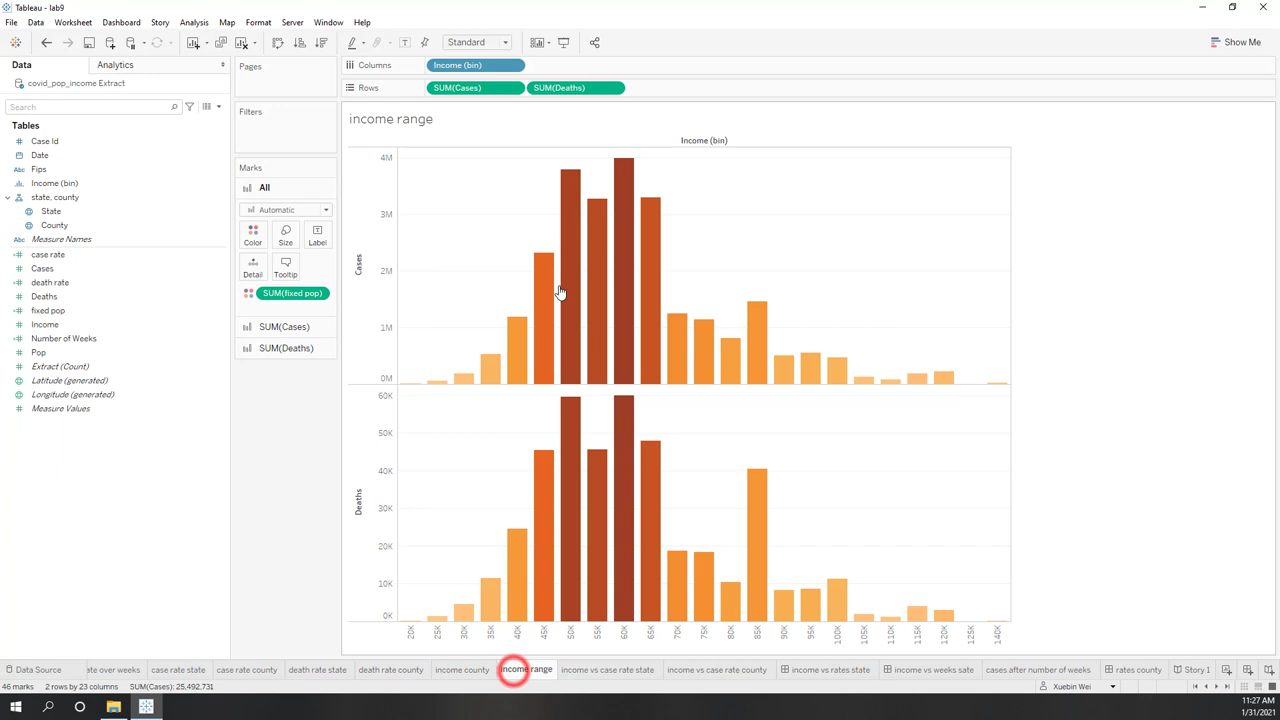 Tableau - lab9
File Data Worksheet Dashboard Story Analysis Map Format Server Window Help
Standard
Show Me
Data Analytics
covid_pop_income Extract
Search
Tables
Case Id
Date
Abc Fips
Income (bin)
state, county
State
County
Abc Measure Names
case rate
Cases
death rate
Deaths
fixed pop
Income
Number of Weeks
Pop
Extract (Count)
Latitude (generated)
Longitude (generated)
Measure Values
Pages
Filters
Marks
All
Automatic
Color Size Label
Detail Tooltip
SUM(fixed pop)
SUM(Cases)
SUM(Deaths)
Columns Income (bin)
Rows SUM(Cases) SUM(Deaths)
income range
Income (bin)
4M
3M
2M
1M
0M
Cases
60K
50K
40K
30K
20K
10K
0K
Deaths
20K 25K 30K 35K 40K 45K 50K 55K 60K 65K 70K 75K 80K 85K 90K 95K 100K 105K 110K 115K 120K 125K 140K
Data Source ate over weeks case rate state case rate county death rate state death rate county income county income range income vs case rate state income vs case rate county income vs rates state income vs weeks sate cases after number of weeks rates county Story 1
46 marks 2 rows by 23 columns SUM(Cases): 25,492,731 Xuebin Wei
11:27 AM
1/31/2021